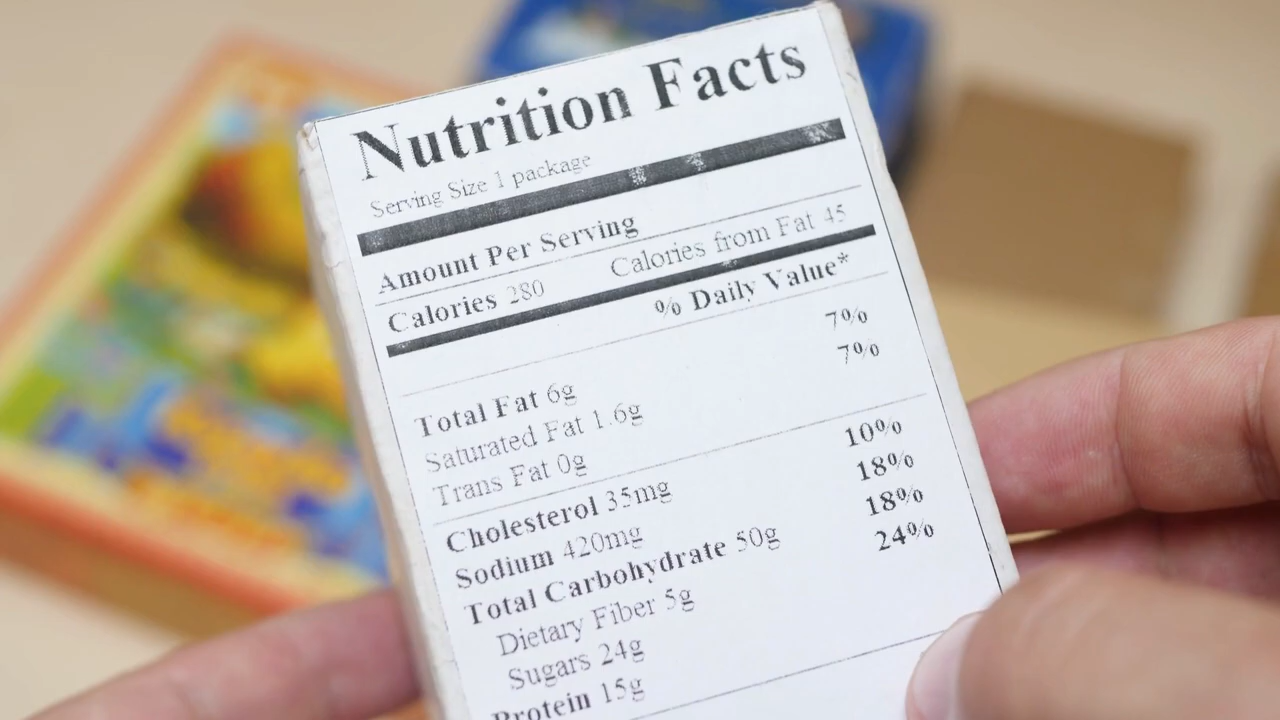 Nutrition Facts
Serving Size 1 package
Amount Per Serving
Calories 280 Calories from Fat 45
% Daily Value*
Total Fat 6g 7%
Saturated Fat 1.6g 7%
Trans Fat 0g
Cholesterol 35mg 10%
Sodium 420mg 18%
Total Carbohydrate 50g 18%
Dietary Fiber 5g 24%
Sugars 24g
Protein 15g